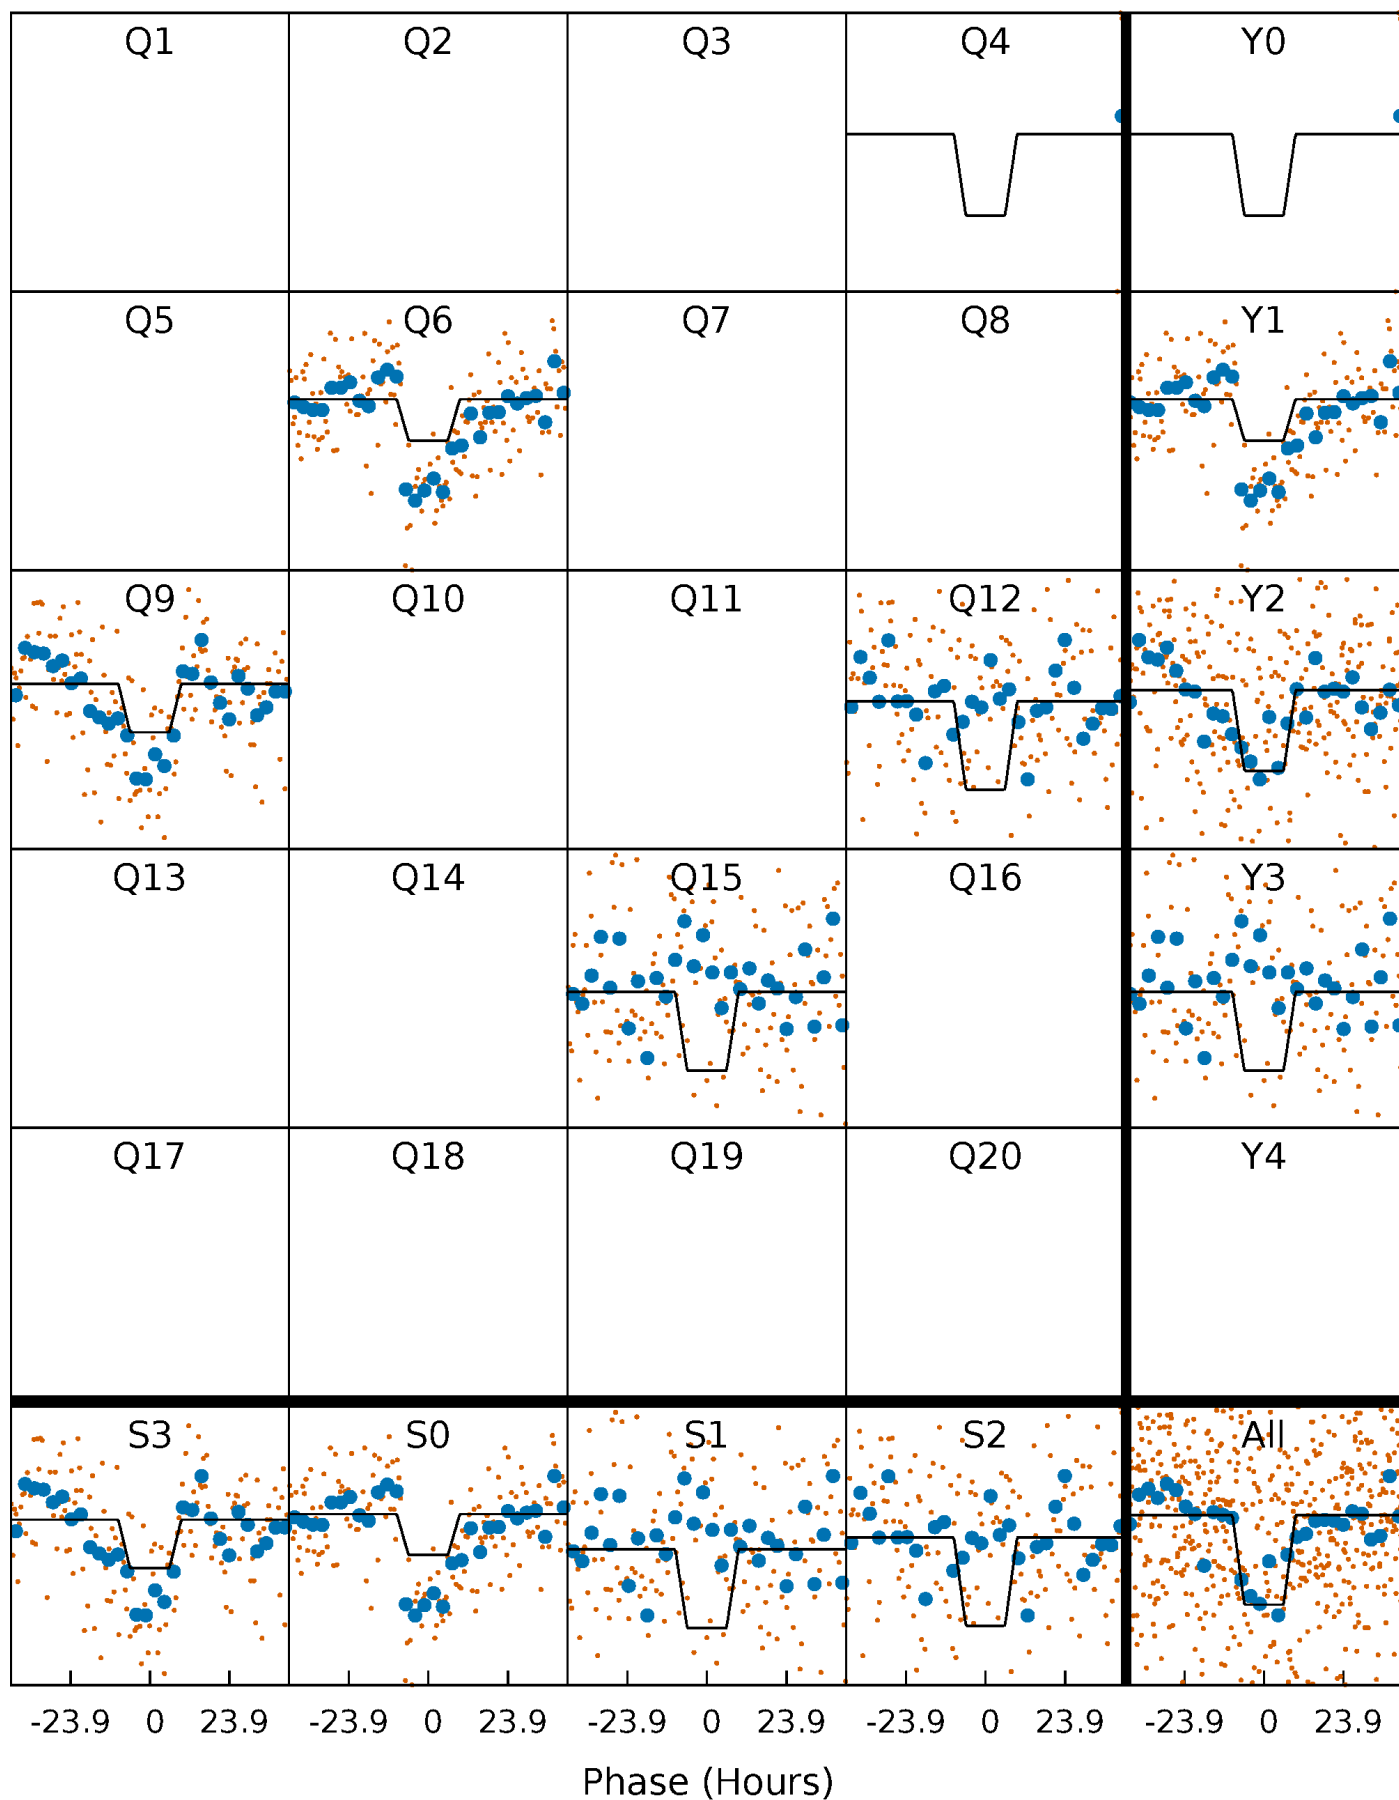 Q1 Q2 Q3 Q4 Y0
Q5 Q6 Q7 Q8 Y1
Q9 Q10 Q11 Q12 Y2
Q13 Q14 Q15 Q16 Y3
Q17 Q18 Q19 Q20 Y4
S3 S0 S1 S2 All
-23.9 0 23.9 -23.9 0 23.9 -23.9 0 23.9 -23.9 0 23.9 -23.9 0 23.9
Phase (Hours)